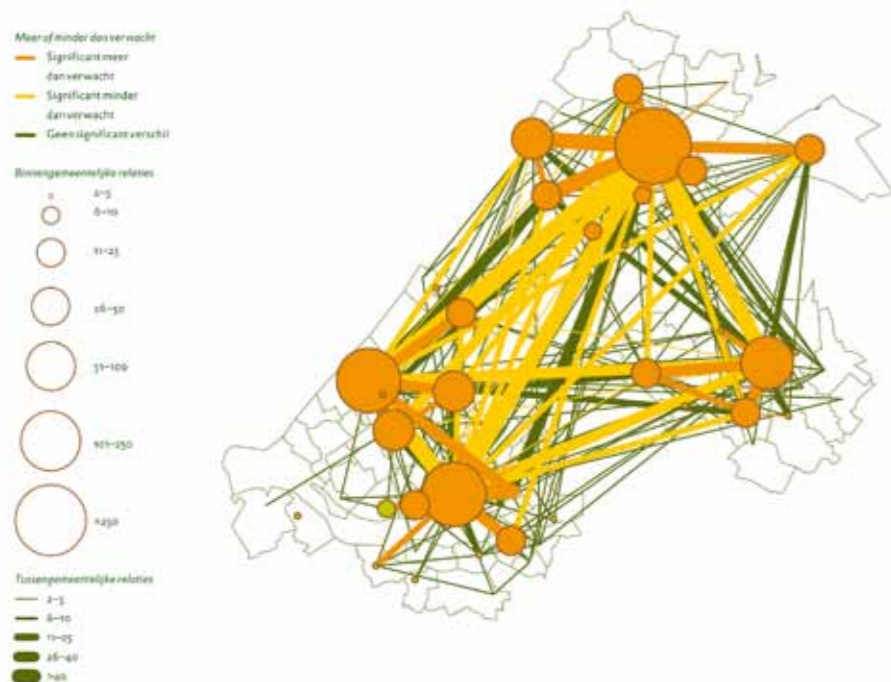 Meer of minder dan verwacht
Significant meer
dan verwacht
Significant minder
dan verwacht
Geen significant verschil
Binnengemeentelijke relaties
2–5
6–10
11–25
26–50
51–100
101–250
>250
Tussengemeentelijke relaties
2–5
6–10
11–25
26–40
>40